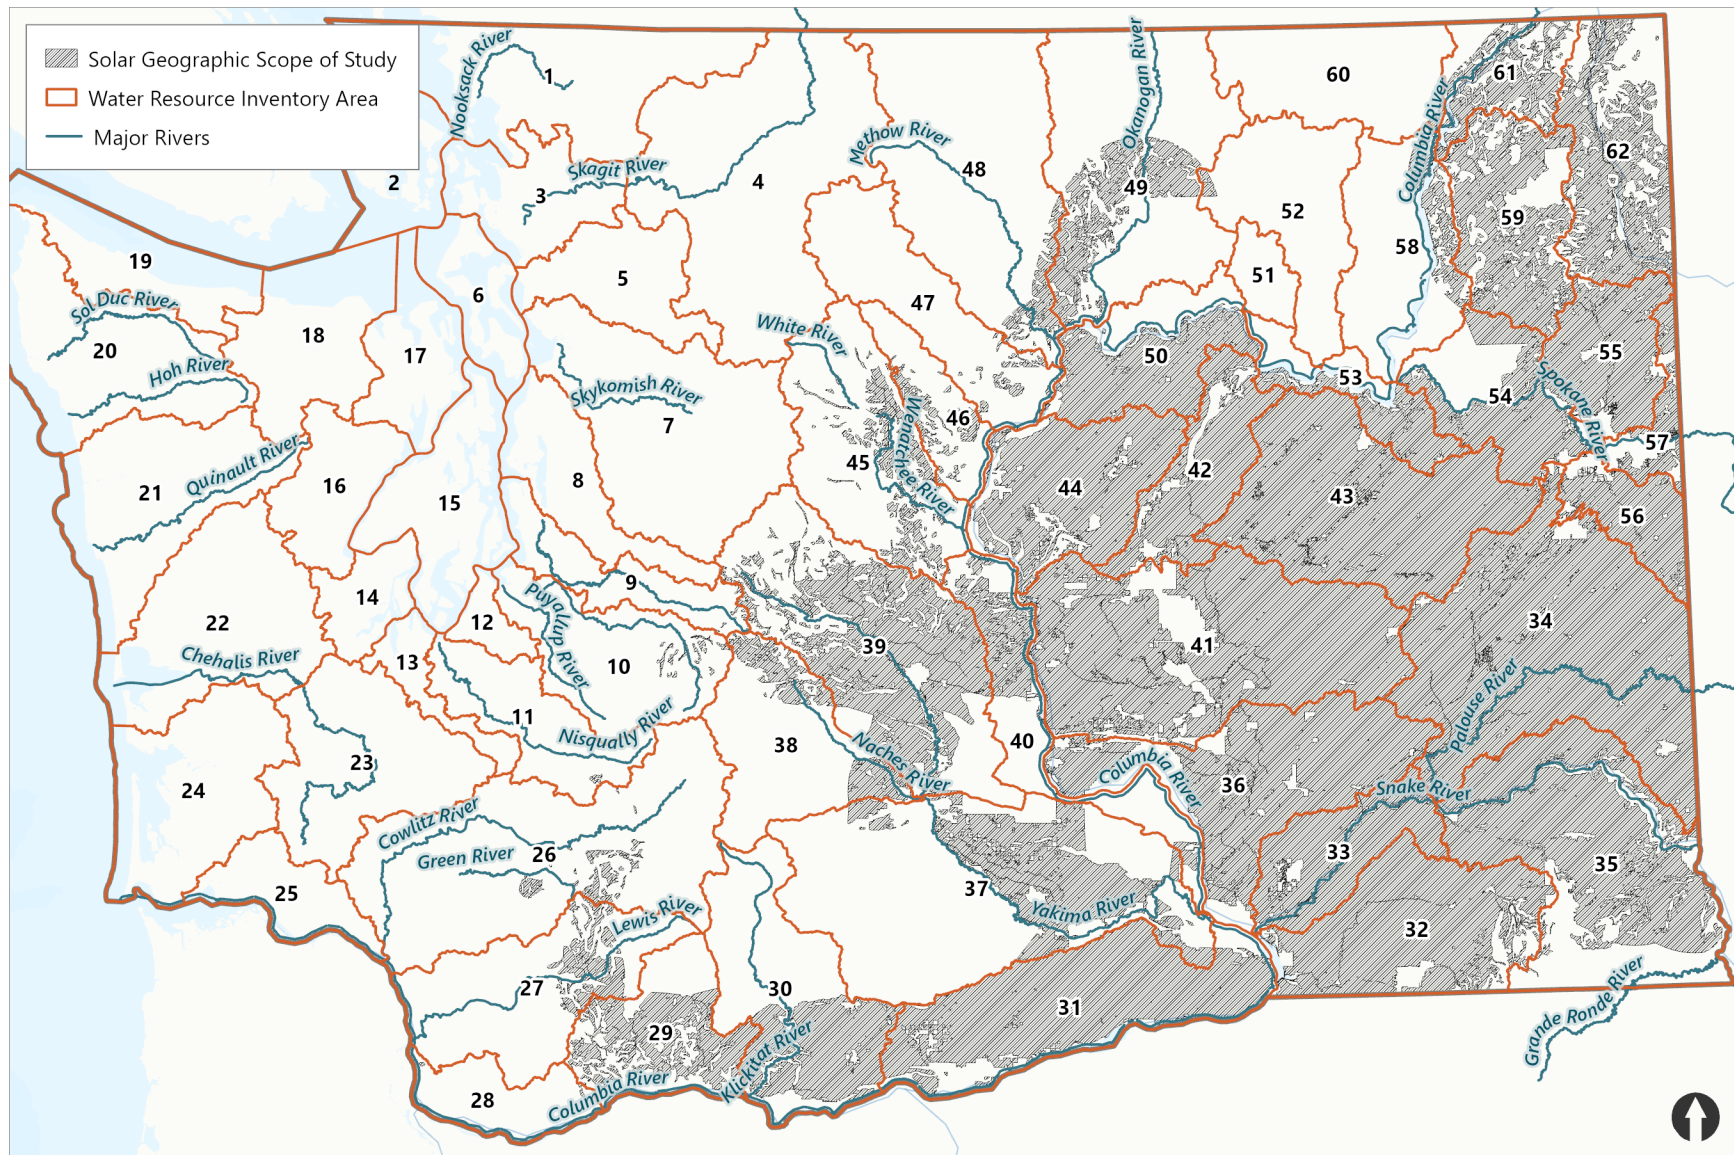 Solar Geographic Scope of Study
Water Resource Inventory Area
Major Rivers
Nooksack River
1
2
3
Skagit River
4
Methow River
48
Okanogan River
49
60
Columbia River
61
62
52
59
58
51
19
Sol Duc River
20
Hoh River
18
17
6
5
47
White River
50
53
54
55
Spokane River
57
Skykomish River
7
46
45
Wenatchee River
Quinault River
21
16
15
8
44
42
43
56
14
9
Puyallup River
12
10
22
Chehalis River
13
39
41
34
11
Nisqually River
38
40
Naches River
Columbia River
36
Palouse River
Snake River
23
24
Cowlitz River
Green River
26
25
33
35
37
Yakima River
32
Lewis River
27
30
31
29
Klickitat River
28
Columbia River
Grande Ronde River